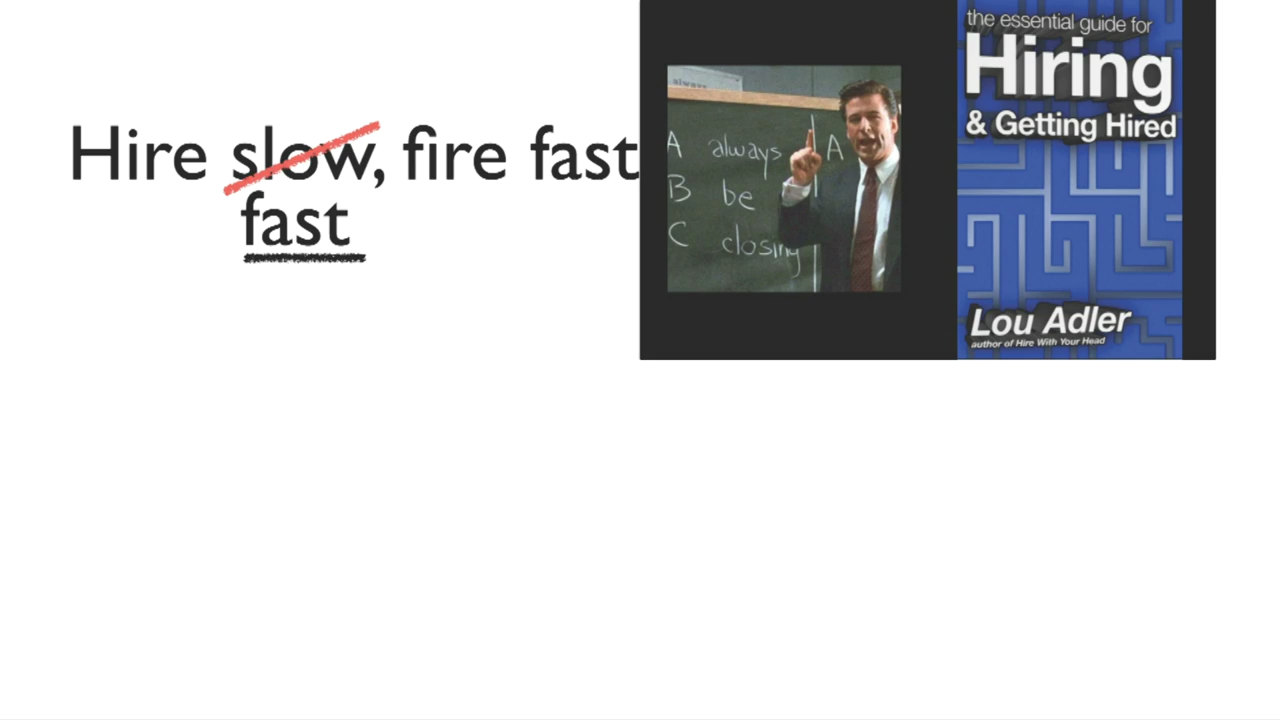 Hire slow, fire fast
fast
always
A always A
B be
C closing
the essential guide for
Hiring
& Getting Hired
Lou Adler
author of Hire With Your Head